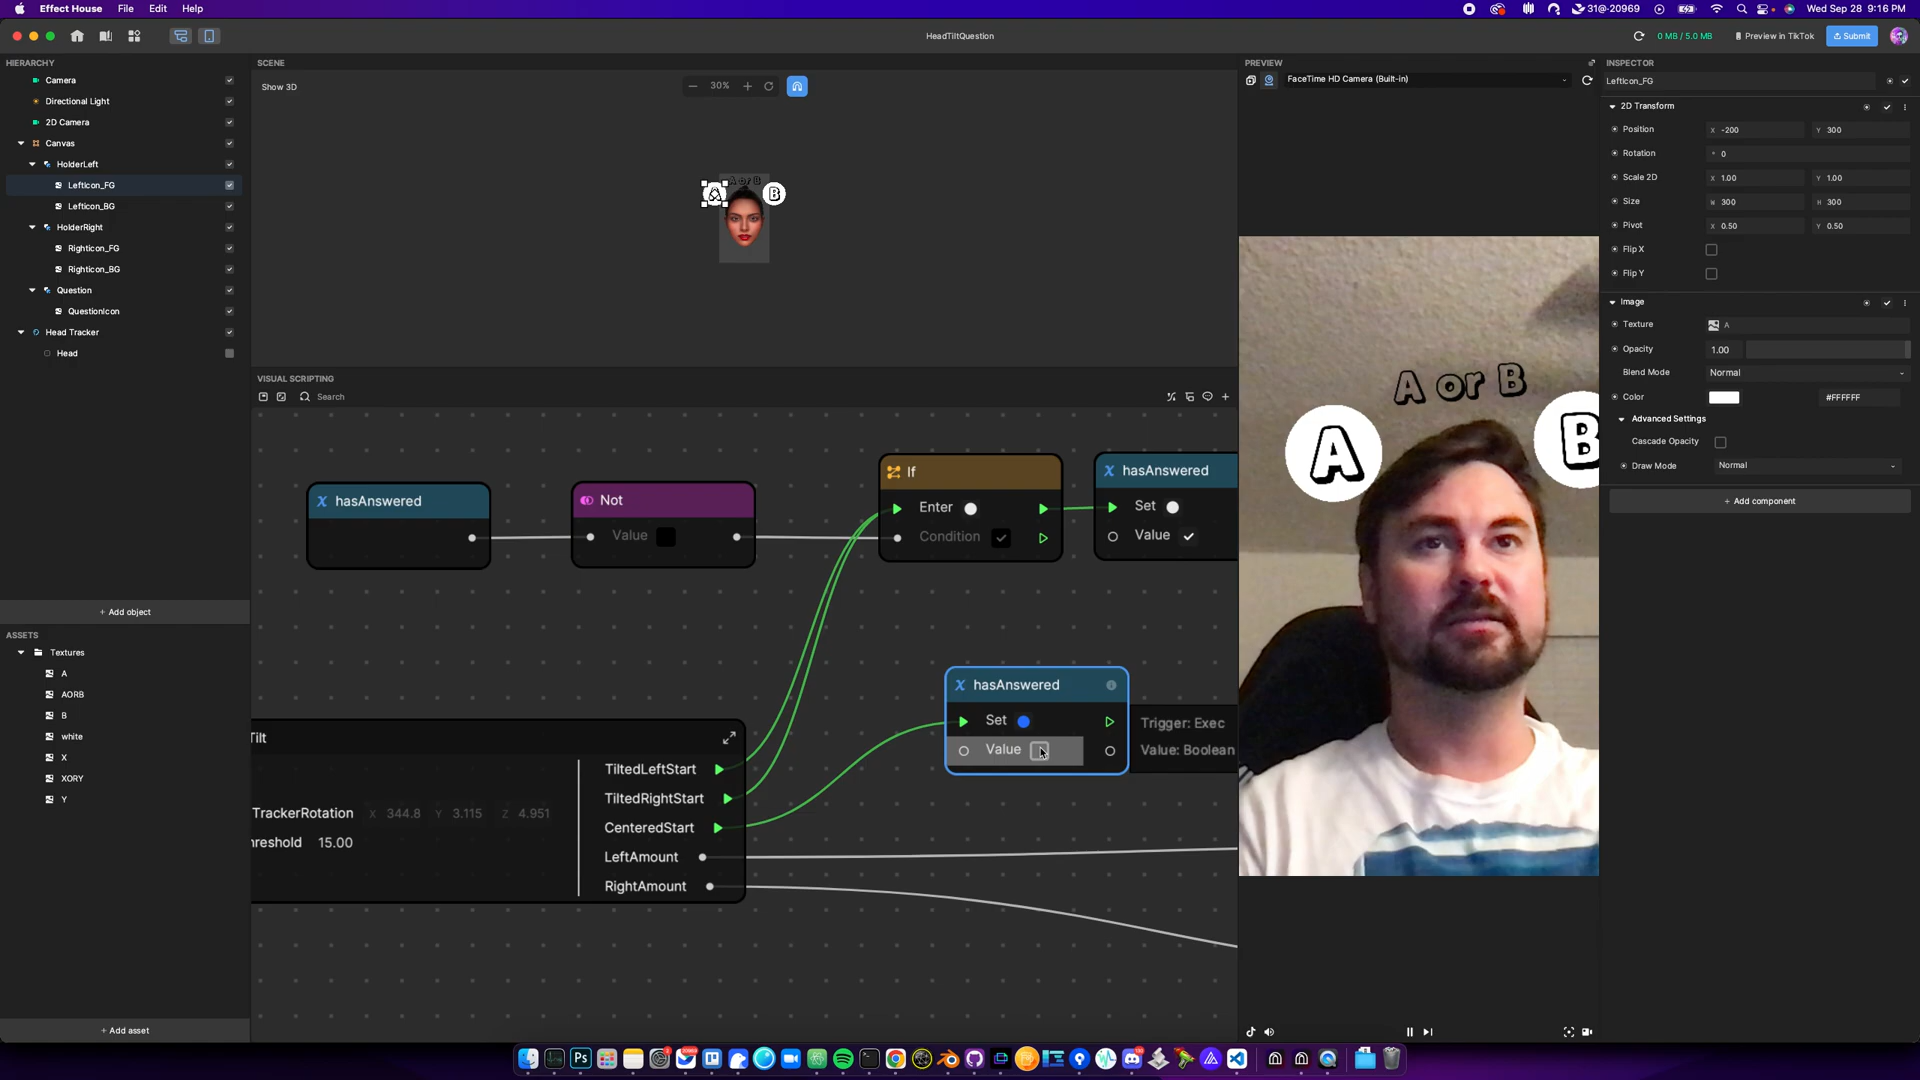 Effect House File Edit Help
31@-20969 Wed Sep 28 9:16 PM
HeadTiltQuestion
0 MB / 5.0 MB Preview in TikTok Submit
HIERARCHY
Camera
Directional Light
2D Camera
Canvas
HolderLeft
LeftIcon_FG
Lefticon_BG
HolderRight
Righticon_FG
Righticon_BG
Question
QuestionIcon
Head Tracker
Head
+ Add object
ASSETS
Textures
A
AORB
B
white
X
XORY
Y
+ Add asset
SCENE
Show 3D
30%
A or B
A B
VISUAL SCRIPTING
Search
hasAnswered
Not
Value
If
Enter
Condition
hasAnswered
Set
Value
hasAnswered
Set
Value
Trigger: Exec
Value: Boolean
Tilt
TiltedLeftStart
TiltedRightStart
TrackerRotation X 344.8 Y 3.115 Z 4.951
CenteredStart
hreshold 15.00
LeftAmount
RightAmount
PREVIEW
FaceTime HD Camera (Built-in)
A or B
A B
INSPECTOR
LeftIcon_FG
2D Transform
Position X -200 Y 300
Rotation ° 0
Scale 2D X 1.00 Y 1.00
Size W 300 H 300
Pivot X 0.50 Y 0.50
Flip X
Flip Y
Image
Texture A
Opacity 1.00
Blend Mode Normal
Color #FFFFFF
Advanced Settings
Cascade Opacity
Draw Mode Normal
+ Add component